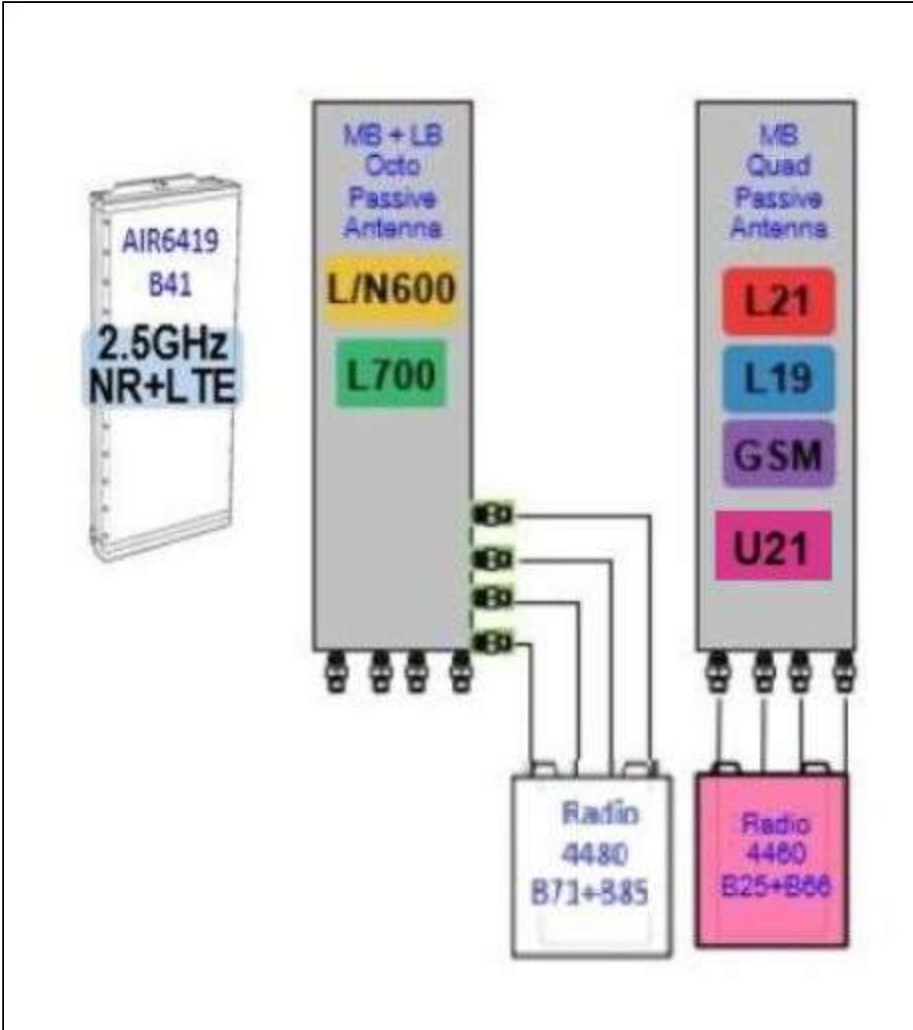 AIR6419
B41
2.5GHz
NR+LTE
MB + LB
Octo
Passive
Antenna
L/N600
L700
MB
Quad
Passive
Antenna
L21
L19
GSM
U21
Radio
4480
B71+B85
Radio
4460
B25+B66